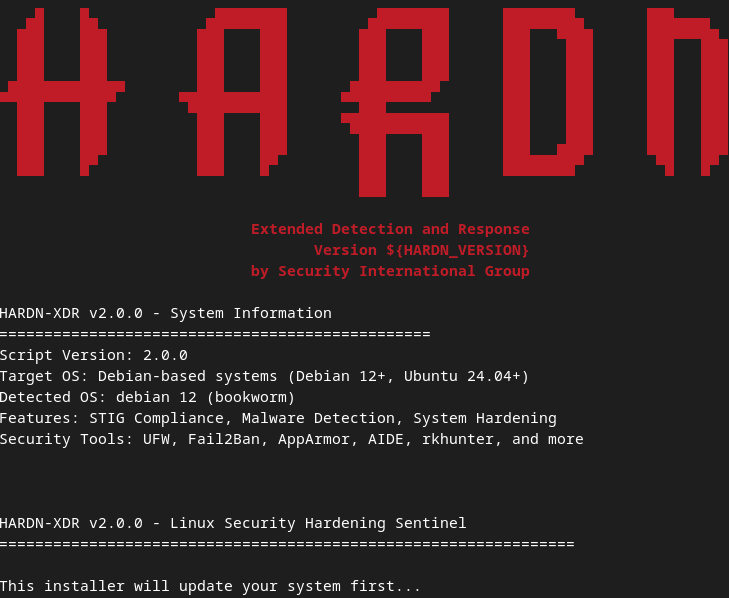 HARDN
Extended Detection and Response
Version ${HARDN_VERSION}
by Security International Group
HARDN-XDR v2.0.0 - System Information
================================================
Script Version: 2.0.0
Target OS: Debian-based systems (Debian 12+, Ubuntu 24.04+)
Detected OS: debian 12 (bookworm)
Features: STIG Compliance, Malware Detection, System Hardening
Security Tools: UFW, Fail2Ban, AppArmor, AIDE, rkhunter, and more
HARDN-XDR v2.0.0 - Linux Security Hardening Sentinel
================================================================
This installer will update your system first...